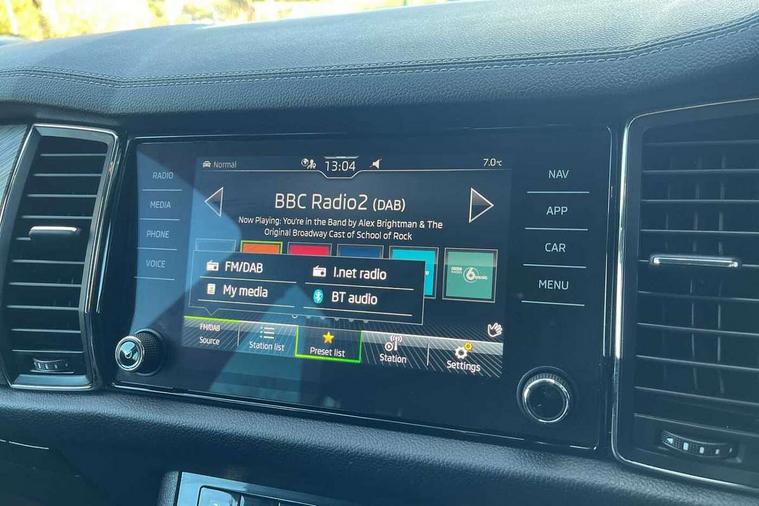 Normal
13:04
7.0°C
RADIO
MEDIA
PHONE
VOICE
NAV
APP
CAR
MENU
BBC Radio2 (DAB)
Now Playing: You're in the Band by Alex Brightman & The
Original Broadway Cast of School of Rock
6
FM/DAB
I.net radio
My media
BT audio
FM/DAB
Source
Station list
Preset list
Station
Settings